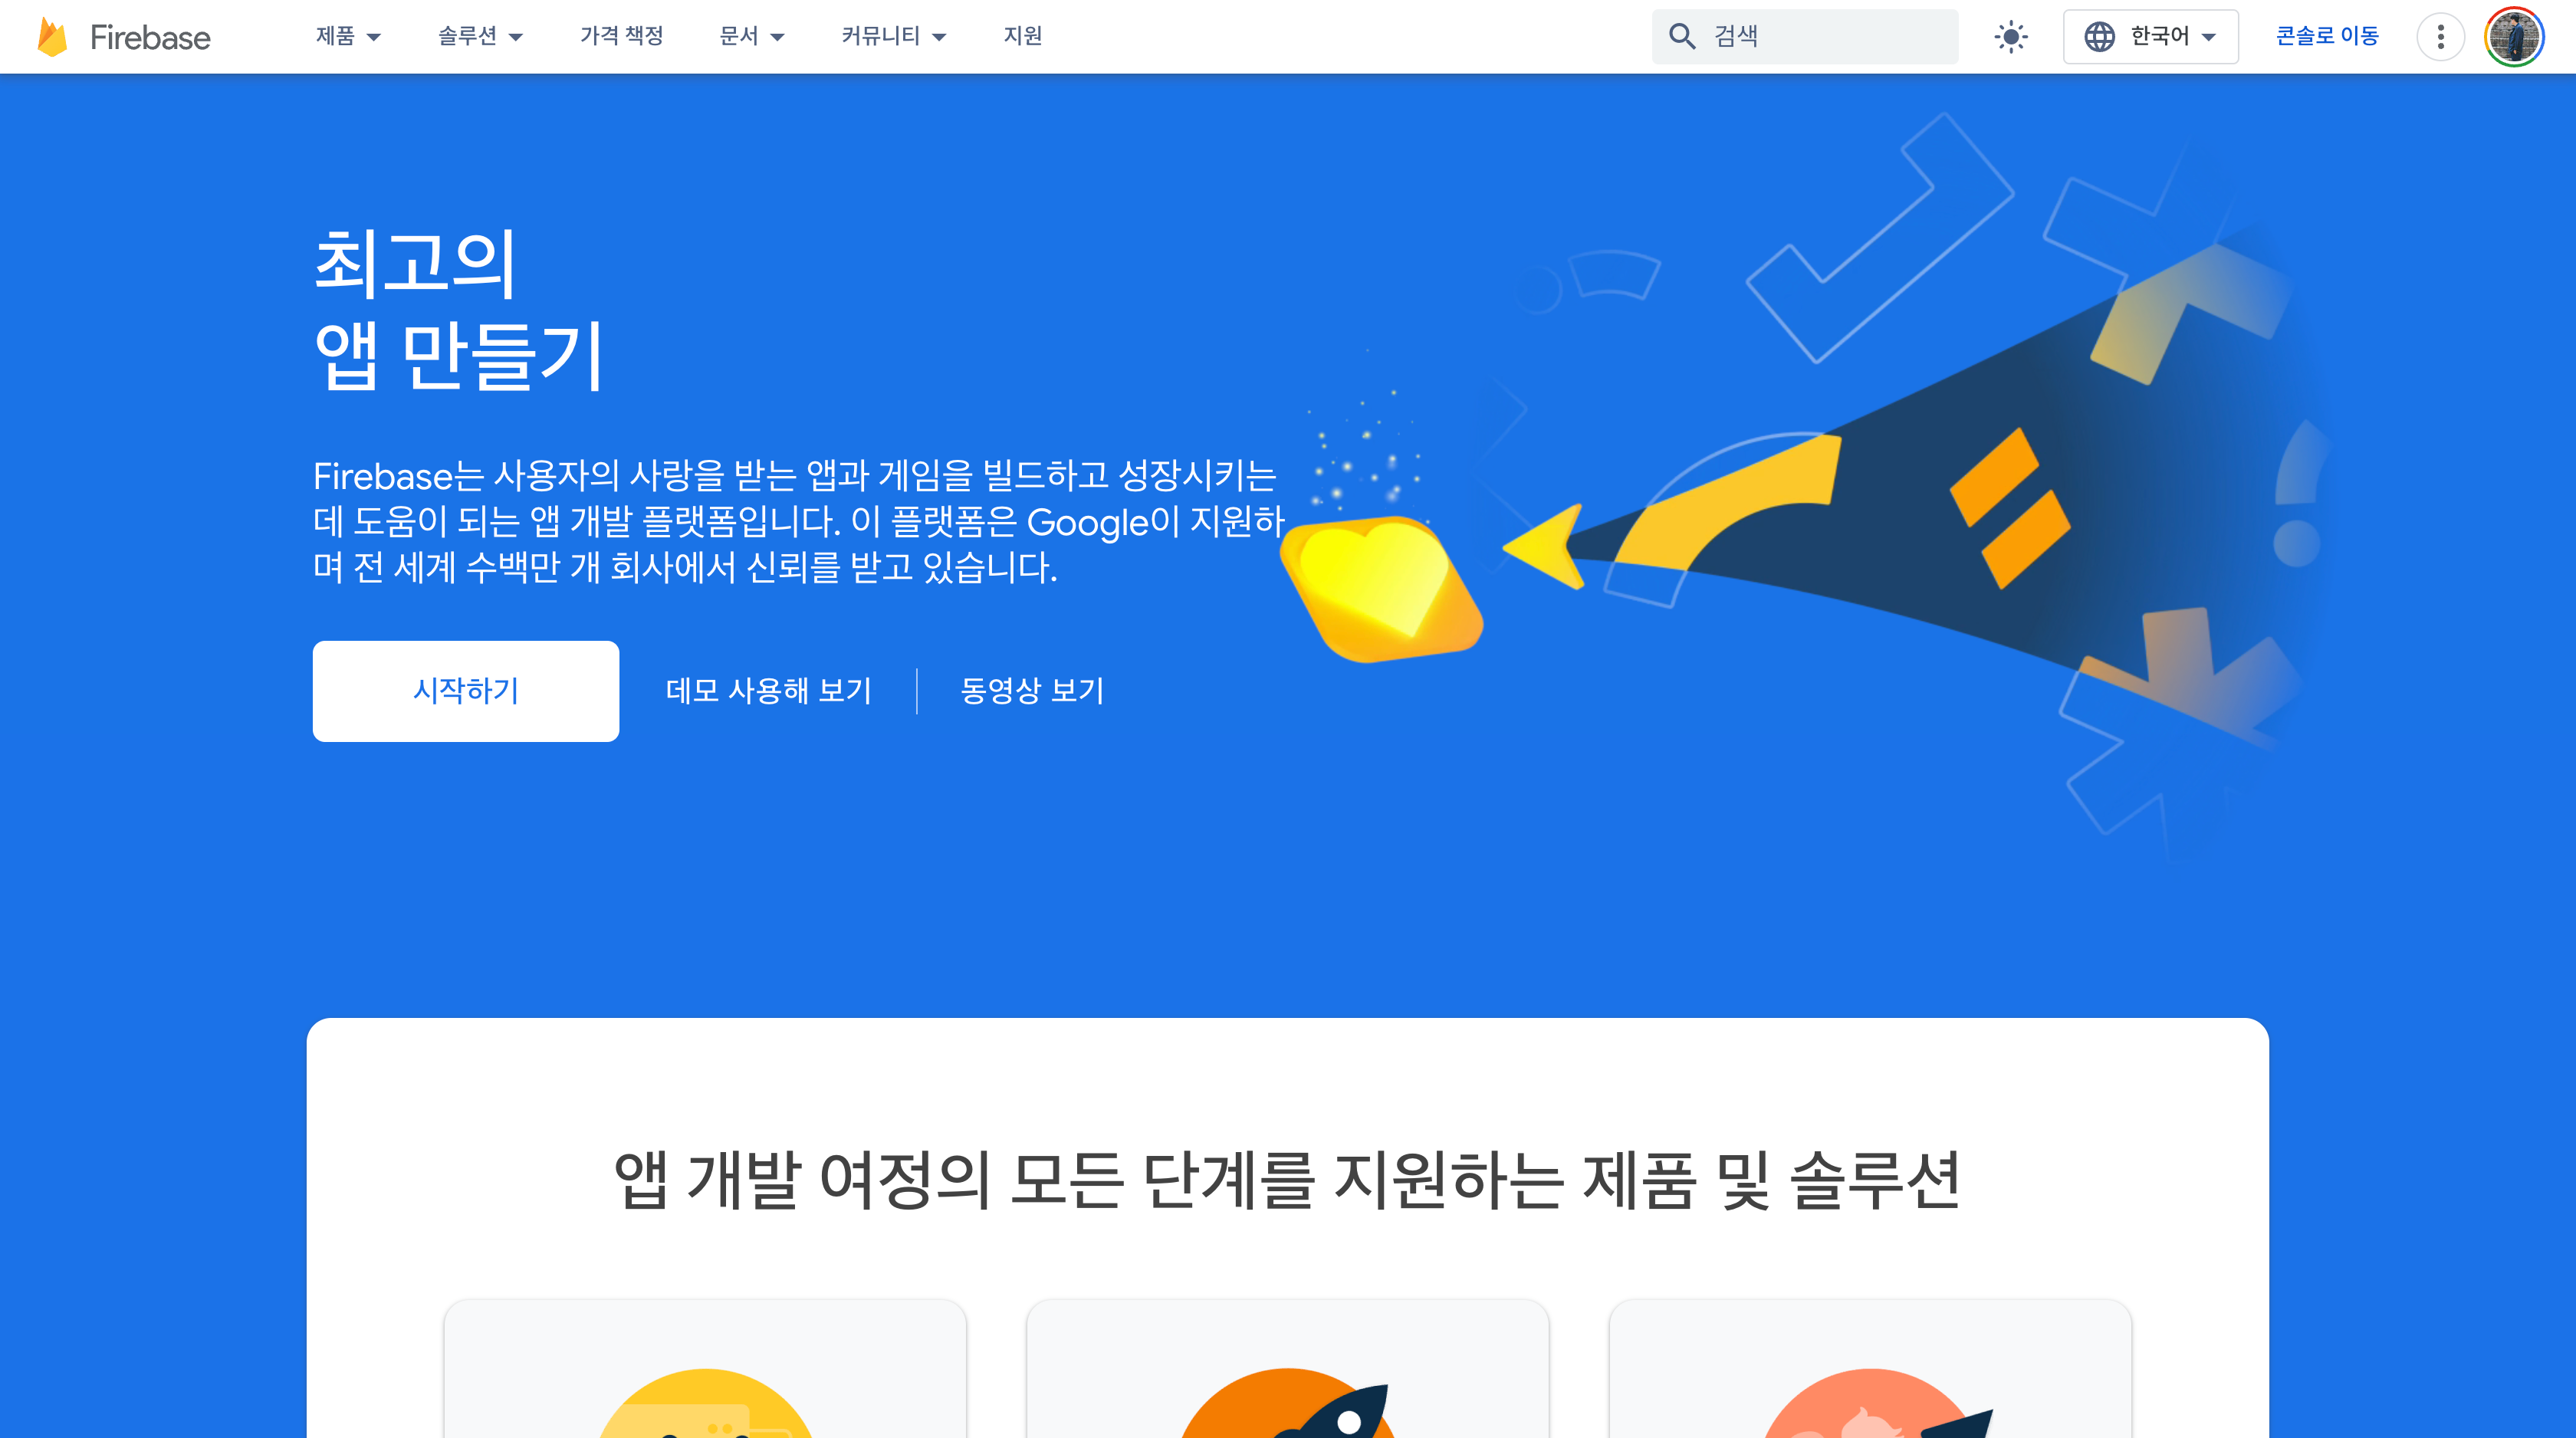 Firebase
제품
솔루션
가격 책정
문서
커뮤니티
지원
검색
한국어
콘솔로 이동
최고의
앱 만들기
Firebase는 사용자의 사랑을 받는 앱과 게임을 빌드하고 성장시키는
데 도움이 되는 앱 개발 플랫폼입니다. 이 플랫폼은 Google이 지원하
며 전 세계 수백만 개 회사에서 신뢰를 받고 있습니다.
시작하기
데모 사용해 보기
동영상 보기
앱 개발 여정의 모든 단계를 지원하는 제품 및 솔루션